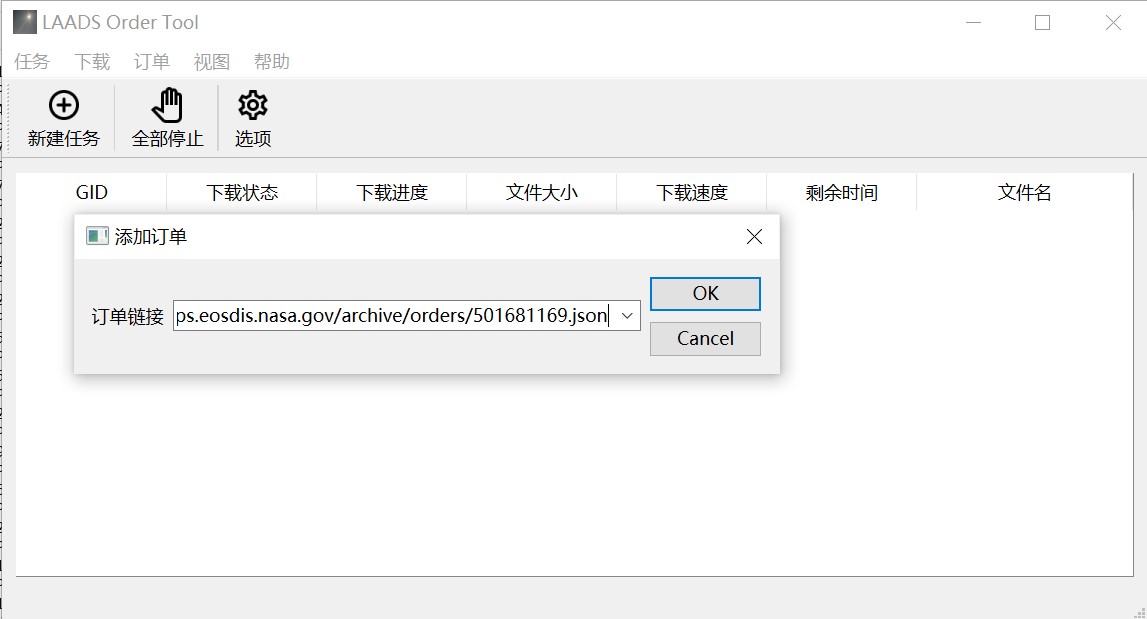 LAADS Order Tool
任务 下载 订单 视图 帮助
新建任务 全部停止 选项
GID 下载状态 下载进度 文件大小 下载速度 剩余时间 文件名
添加订单
OK
订单链接 ps.eosdis.nasa.gov/archive/orders/501681169.json
Cancel